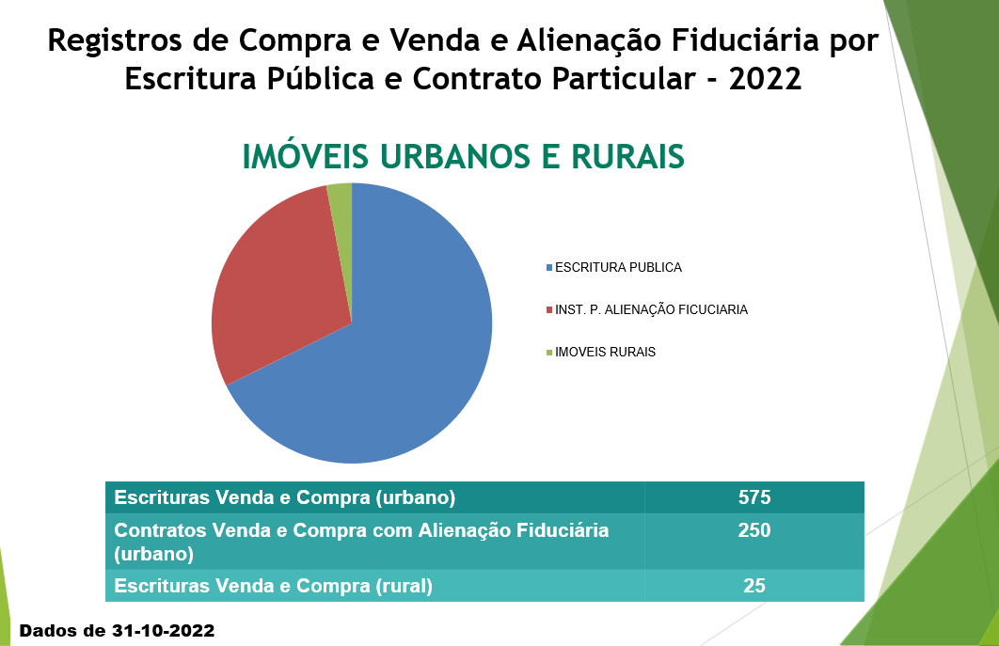 Registros de Compra e Venda e Alienação Fiduciária por
Escritura Pública e Contrato Particular - 2022
IMÓVEIS URBANOS E RURAIS
ESCRITURA PUBLICA
INST. P. ALIENAÇÃO FICUCIARIA
IMOVEIS RURAIS
Escrituras Venda e Compra (urbano) 575
Contratos Venda e Compra com Alienação Fiduciária 250
(urbano)
Escrituras Venda e Compra (rural) 25
Dados de 31-10-2022